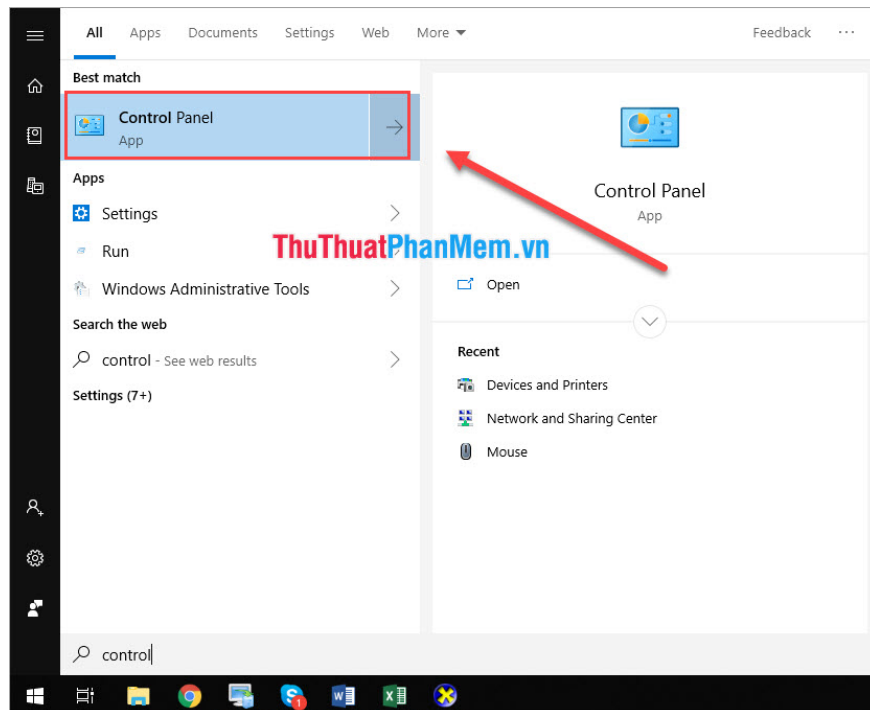 All Apps Documents Settings Web More Feedback ...
Best match
Control Panel
App
Apps
Settings
Run
Windows Administrative Tools
Search the web
control - See web results
Settings (7+)
Control Panel
App
ThuThuatPhanMem.vn
Open
Recent
Devices and Printers
Network and Sharing Center
Mouse
control
1